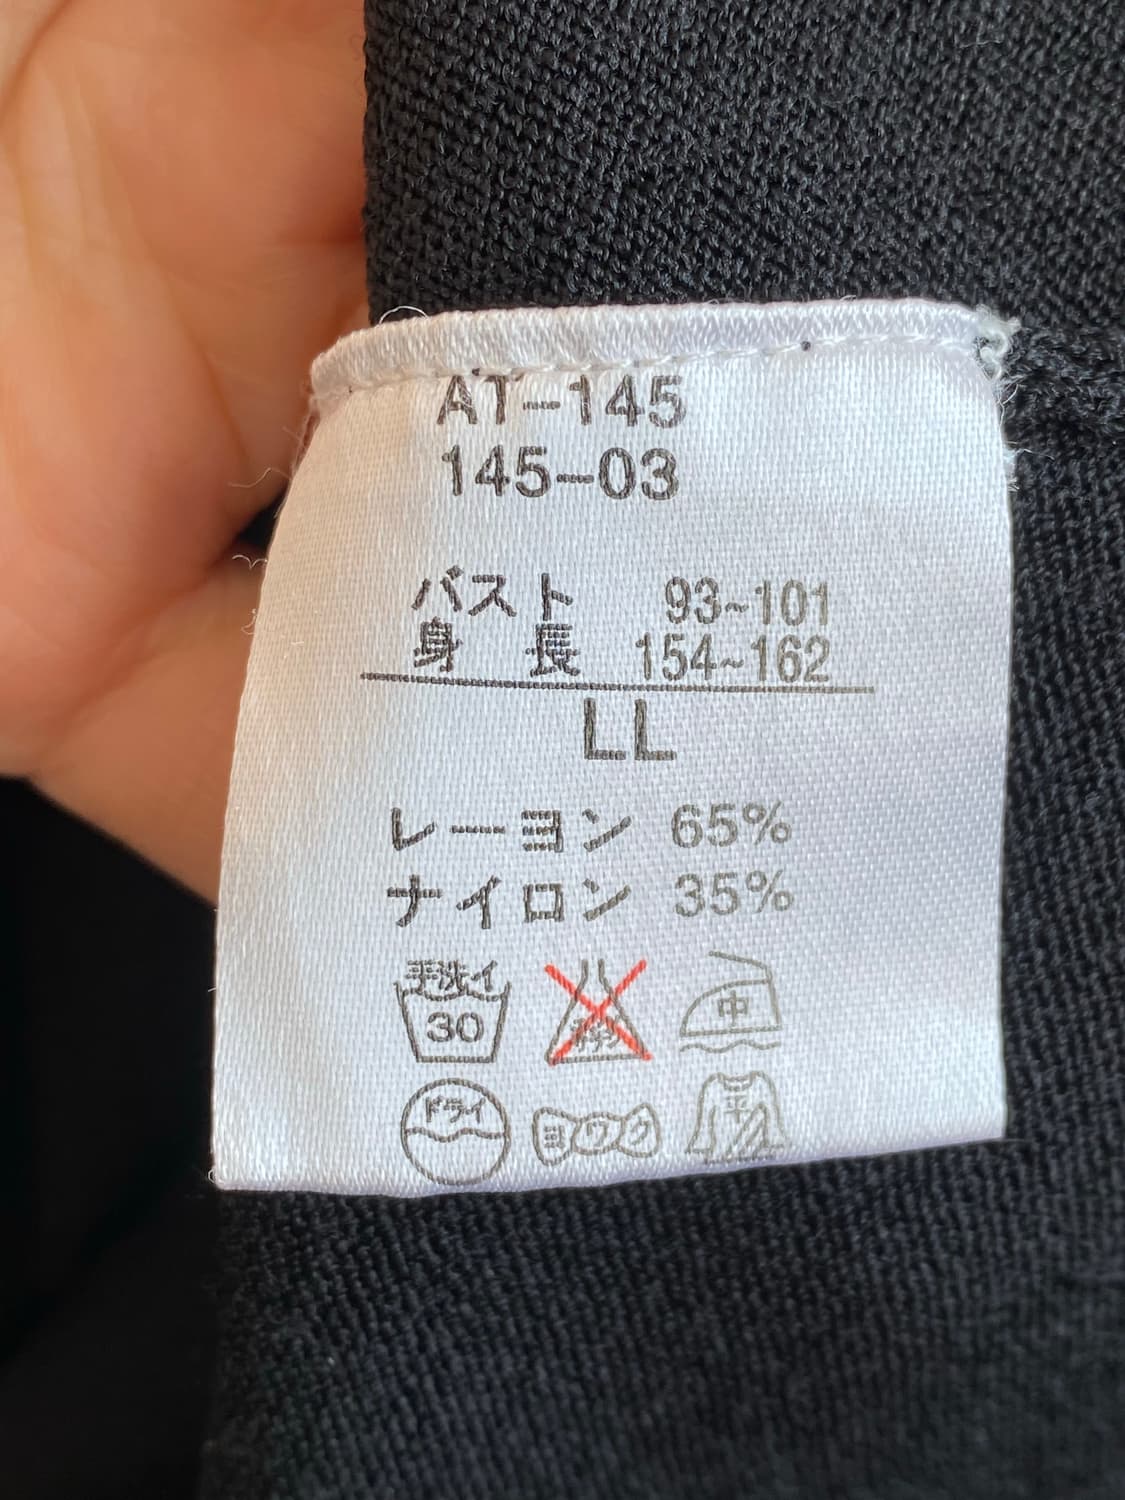 AT-145
145-03
バスト 93~101
身 長 154~162
LL
レーヨン 65%
ナイロン 35%
手洗イ
30
中
ドライ
ヨワク
平